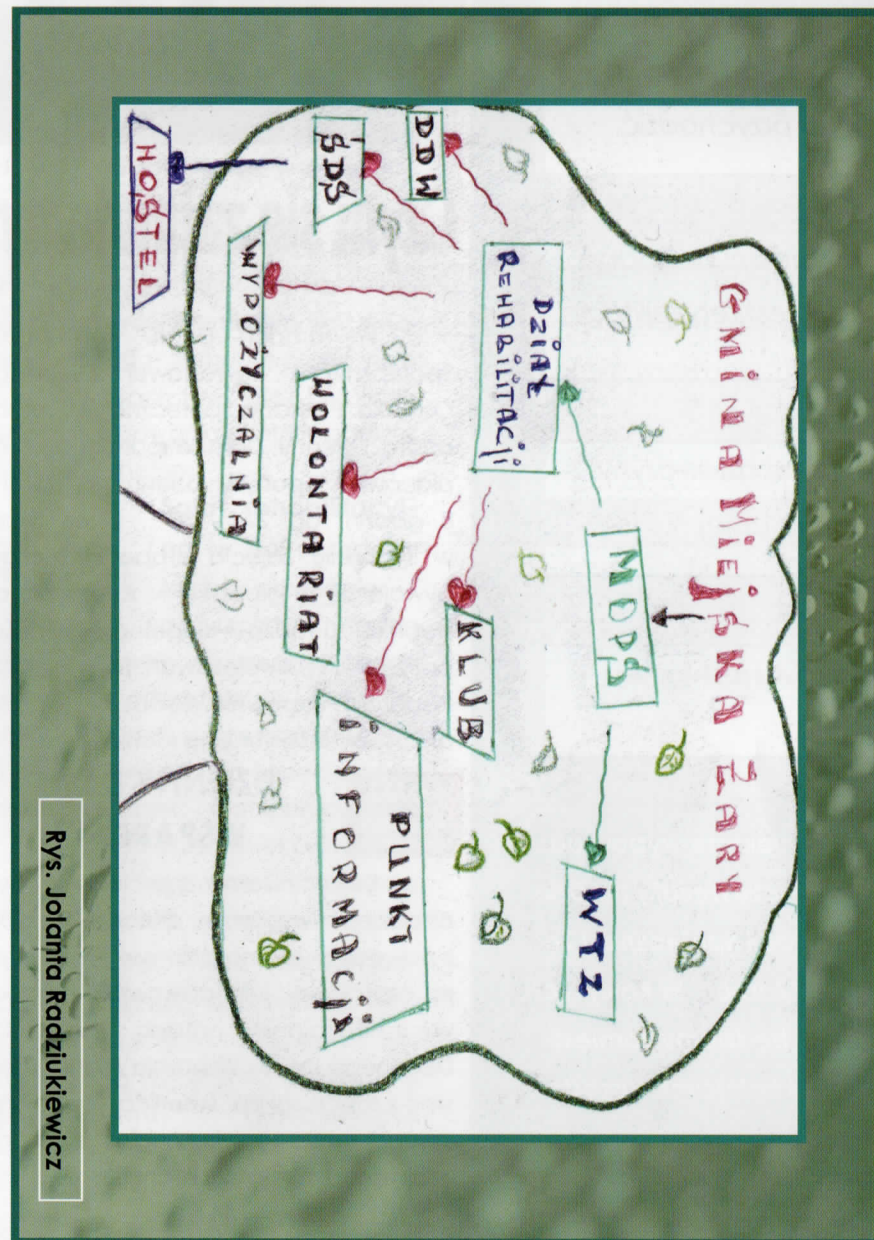 GMINA MIEJSKA ŻARY
MOPS
WTZ
DZIAŁ
REHABILITACJI
DDW
ŚDS
KLUB
PUNKT
INFORMACJI
WOLONTARIAT
WYPOŻYCZALNIA
HOSTEL
Rys. Jolanta Radziukiewicz